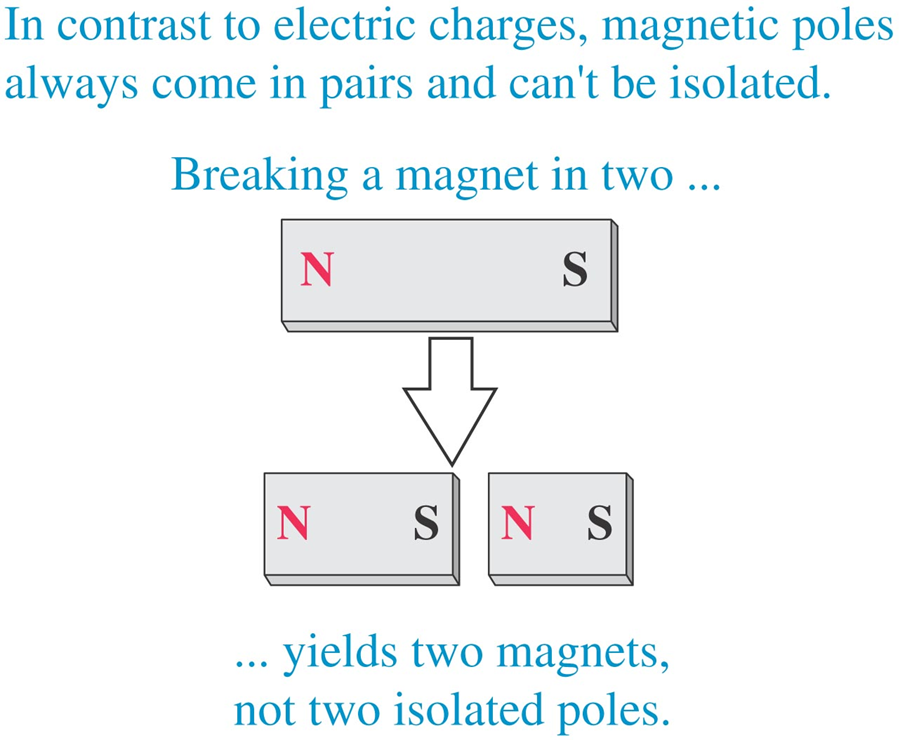 In contrast to electric charges, magnetic poles
always come in pairs and can't be isolated.
Breaking a magnet in two ...
N S
N S N S
... yields two magnets,
not two isolated poles.